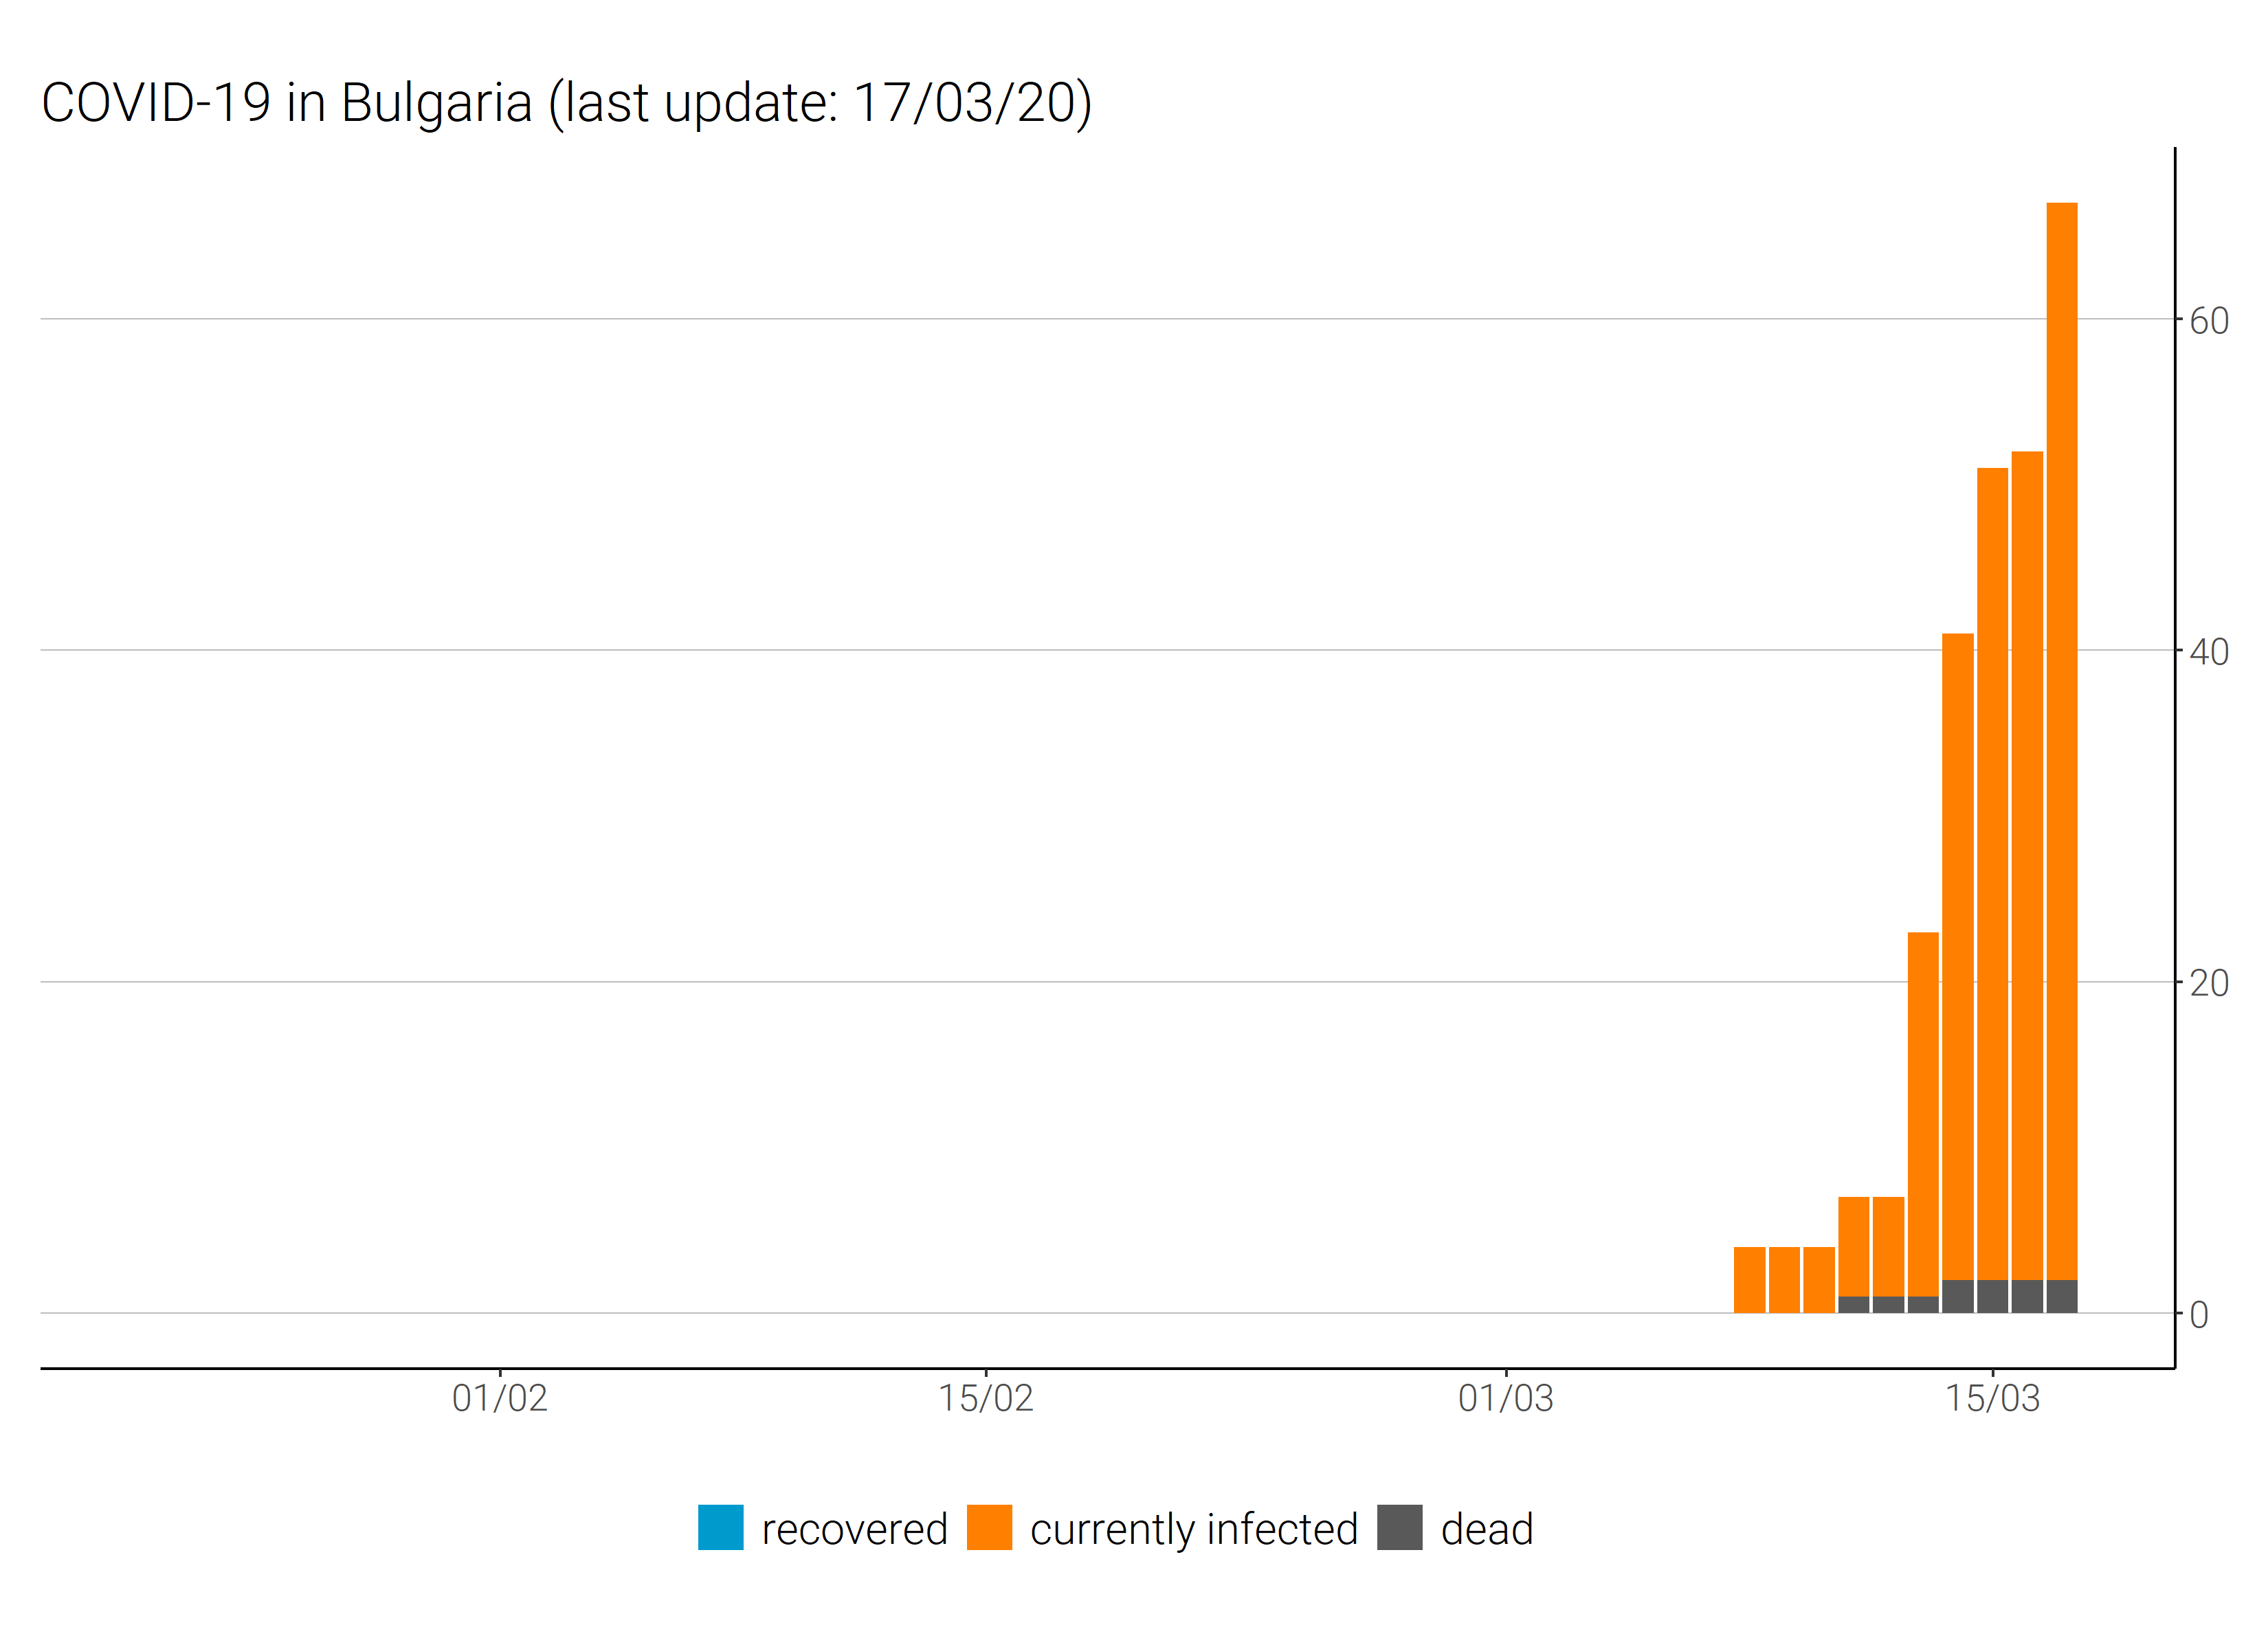 COVID-19 in Bulgaria (last update: 17/03/20)
60
40
20
0
01/02 15/02 01/03 15/03
recovered currently infected dead